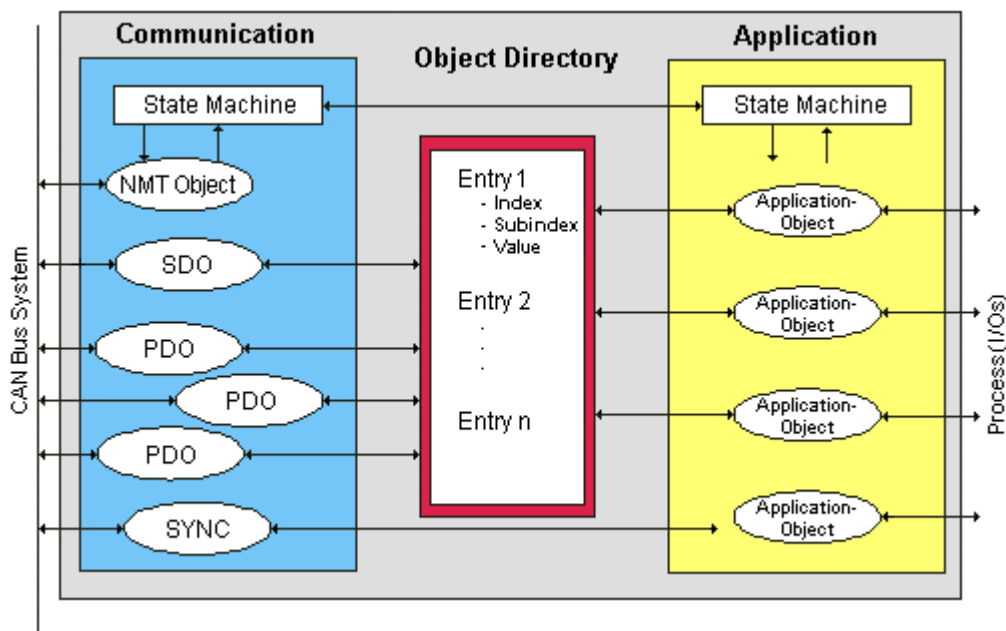 Communication
Object Directory
Application
State Machine
NMT Object
SDO
PDO
PDO
PDO
SYNC
Entry 1
- Index
- Subindex
- Value
Entry 2
.
.
.
Entry n
State Machine
Application-
Object
Application-
Object
Application-
Object
Application-
Object
CAN Bus System
Process(I/Os)